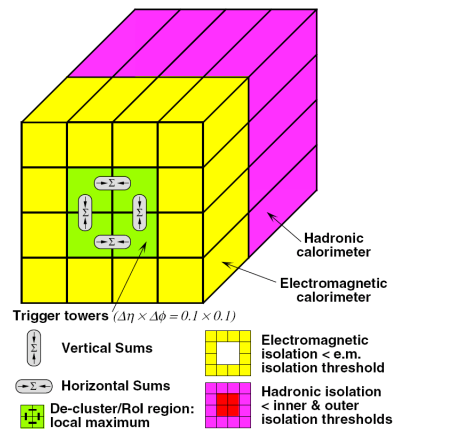 Σ
Σ Σ
Σ
Hadronic
calorimeter
Electromagnetic
calorimeter
Trigger towers (Δη × Δϕ = 0.1 × 0.1)
Σ Vertical Sums
Σ Horizontal Sums
De-cluster/RoI region:
local maximum
Electromagnetic
isolation < e.m.
isolation threshold
Hadronic isolation
< inner & outer
isolation thresholds